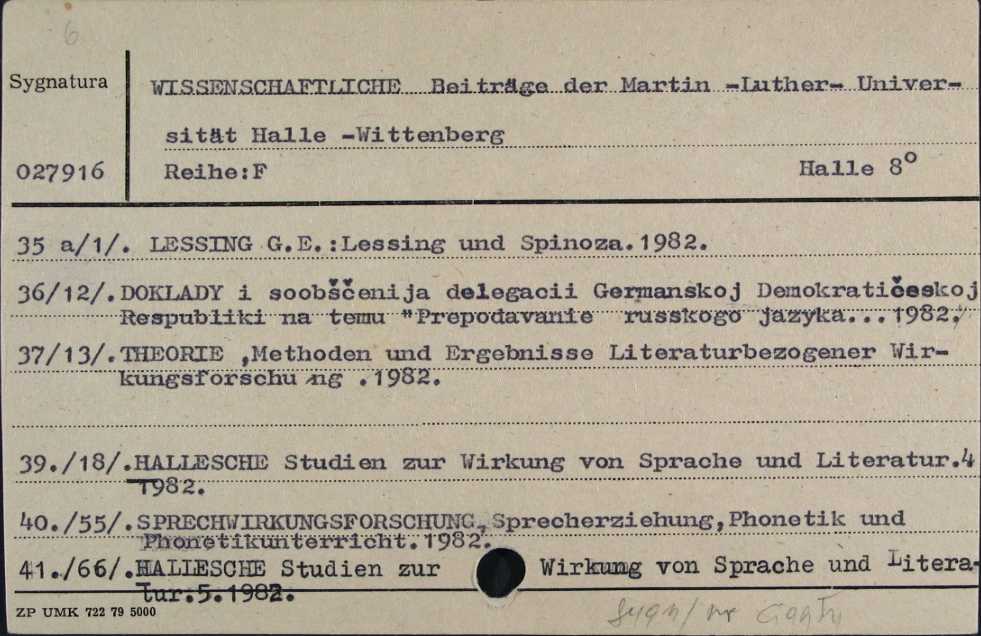 6
Sygnatura
WISSENSCHAFTLICHE Beiträge der Martin -Luther- Univer-
sität Halle -Wittenberg
027916 Reihe:F Halle 8°
35 a/1/. LESSING G.E.:Lessing und Spinoza.1982.
36/12/.DOKLADY i soobščenija delegacii Germanskoj Demokratičeskoj
Respubliki na temu "Prepodavanie russkogo jazyka...1982,
37/13/.THEORIE ,Methoden und Ergebnisse Literaturbezogener Wir-
kungsforschu ng .1982.
39./18/.HALLESCHE Studien zur Wirkung von Sprache und Literatur.4
1982.
40./55/.SPRECHWIRKUNGSFORSCHUNG,Sprecherziehung,Phonetik und
Phonetikunterricht.1982.
41./66/.HALLESCHE Studien zur Wirkung von Sprache und Litera-
tur.5.1982.
ZP UMK 722 79 5000